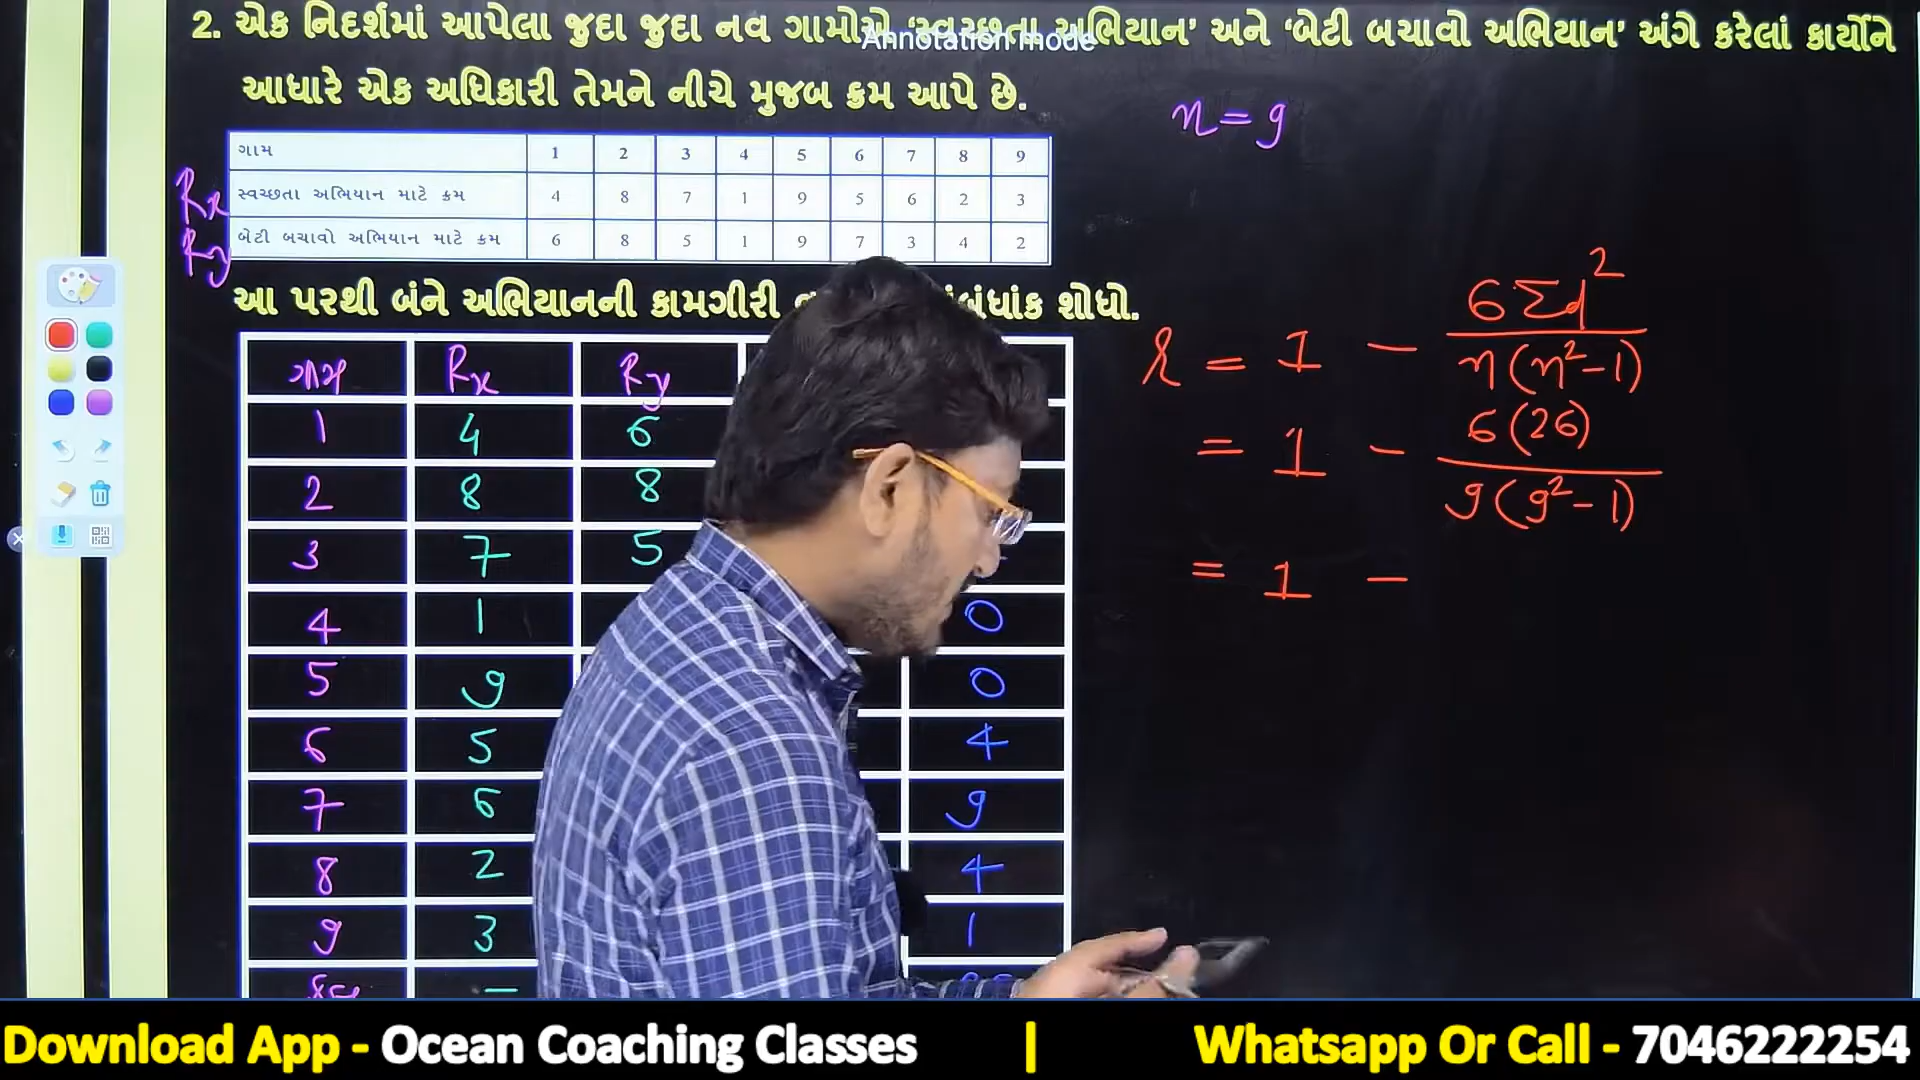 2. એક નિદર્શમાં આપેલા જુદા જુદા નવ ગામોએ ‘સ્વચ્છતા અભિયાન’ અને ‘બેટી બચાવો અભિયાન’ અંગે કરેલાં કાર્યોને
Annotation mode
આધારે એક અધિકારી તેમને નીચે મુજબ ક્રમ આપે છે.
n = 9
ગામ 1 2 3 4 5 6 7 8 9
Rx સ્વચ્છતા અભિયાન માટે ક્રમ 4 8 7 1 9 5 6 2 3
Ry બેટી બચાવો અભિયાન માટે ક્રમ 6 8 5 1 9 7 3 4 2
આ પરથી બંને અભિયાનની કામગીરી શોધો.
ગામ Rx Ry
1 4 6
2 8 8
3 7 5
4 1 0
5 9 0
6 5 4
7 6 9
8 2 4
9 3 1
–
r = 1 – 6Σd² / n(n²-1)
= 1 – 6(26) / 9(9²-1)
= 1 –
Download App - Ocean Coaching Classes | Whatsapp Or Call - 7046222254